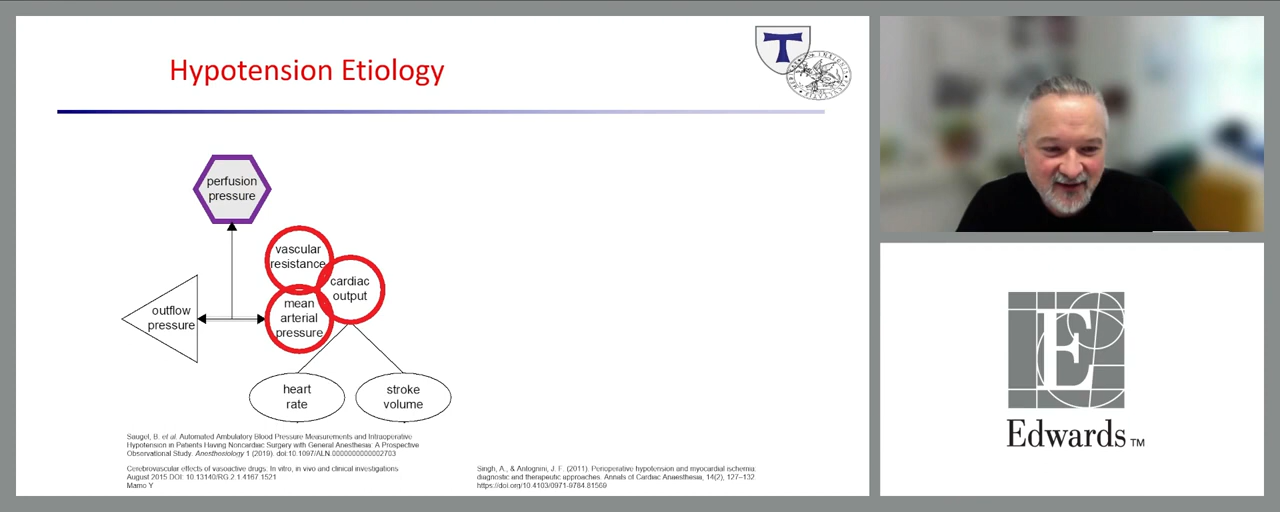 Hypotension Etiology
perfusion
pressure
vascular
resistance
cardiac
output
mean
arterial
pressure
outflow
pressure
heart
rate
stroke
volume
Saugel, B. et al. Automated Ambulatory Blood Pressure Measurements and Intraoperative
Hypotension in Patients Having Noncardiac Surgery with General Anesthesia: A Prospective
Observational Study. Anesthesiology 1 (2019). doi:10.1097/ALN.0000000000002703
Cerebrovascular effects of vasoactive drugs: In vitro, in vivo and clinical investigations
August 2015 DOI: 10.13140/RG.2.1.4167.1521
Mamo Y
Singh, A., & Antognini, J. F. (2011). Perioperative hypotension and myocardial ischemia:
diagnostic and therapeutic approaches. Annals of Cardiac Anaesthesia, 14(2), 127–132
https://doi.org/10.4103/0971-9784.81569
E
Edwards TM